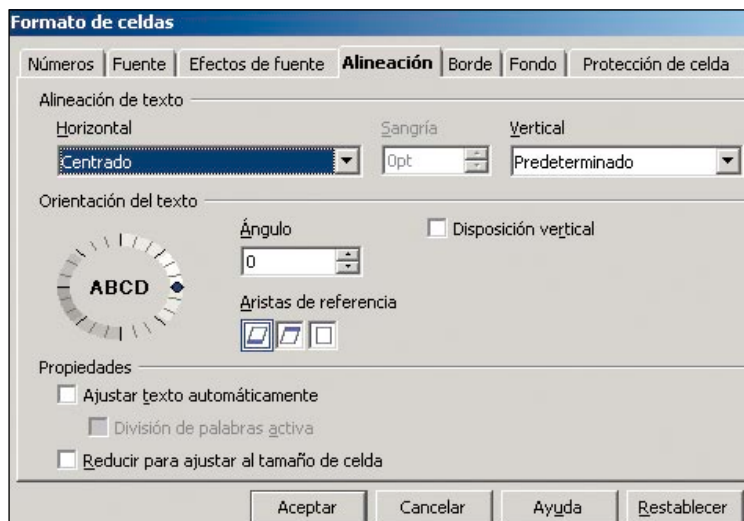 Formato de celdas
Números Fuente Efectos de fuente Alineación Borde Fondo Protección de celda
Alineación de texto
Horizontal Sangría Vertical
Centrado 0pt Predeterminado
Orientación del texto
Ángulo Disposición vertical
0
ABCD
Aristas de referencia
Propiedades
Ajustar texto automáticamente
División de palabras activa
Reducir para ajustar al tamaño de celda
Aceptar Cancelar Ayuda Restablecer